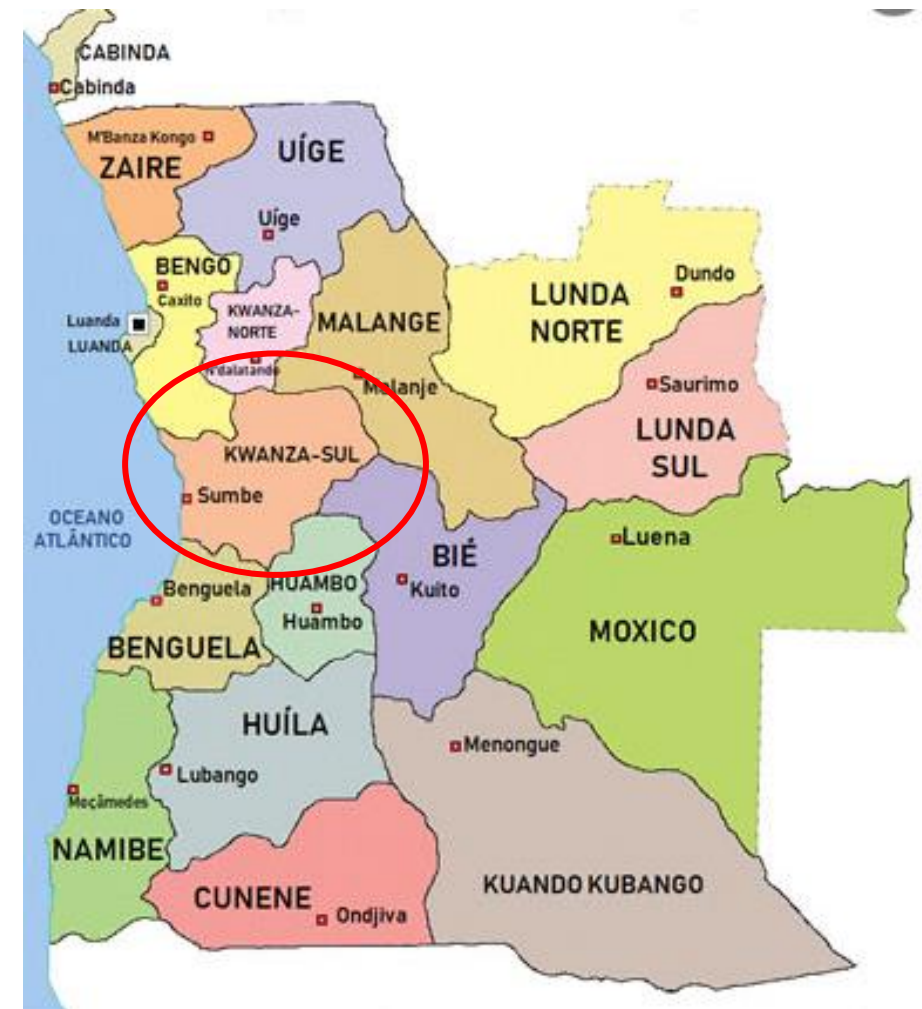 CABINDA
Cabinda
M'Banza Kongo
ZAIRE
UÍGE
Uíge
BENGO
Caxito
KWANZA-
NORTE
N'dalatando
Luanda
LUANDA
MALANGE
Malanje
LUNDA
NORTE
Dundo
Saurimo
LUNDA
SUL
KWANZA-SUL
Sumbe
OCEANO
ATLÂNTICO
Benguela
BENGUELA
HUAMBO
Huambo
BIÉ
Kuito
Luena
MOXICO
HUÍLA
Lubango
Menongue
Moçâmedes
NAMIBE
CUNENE
Ondjiva
KUANDO KUBANGO